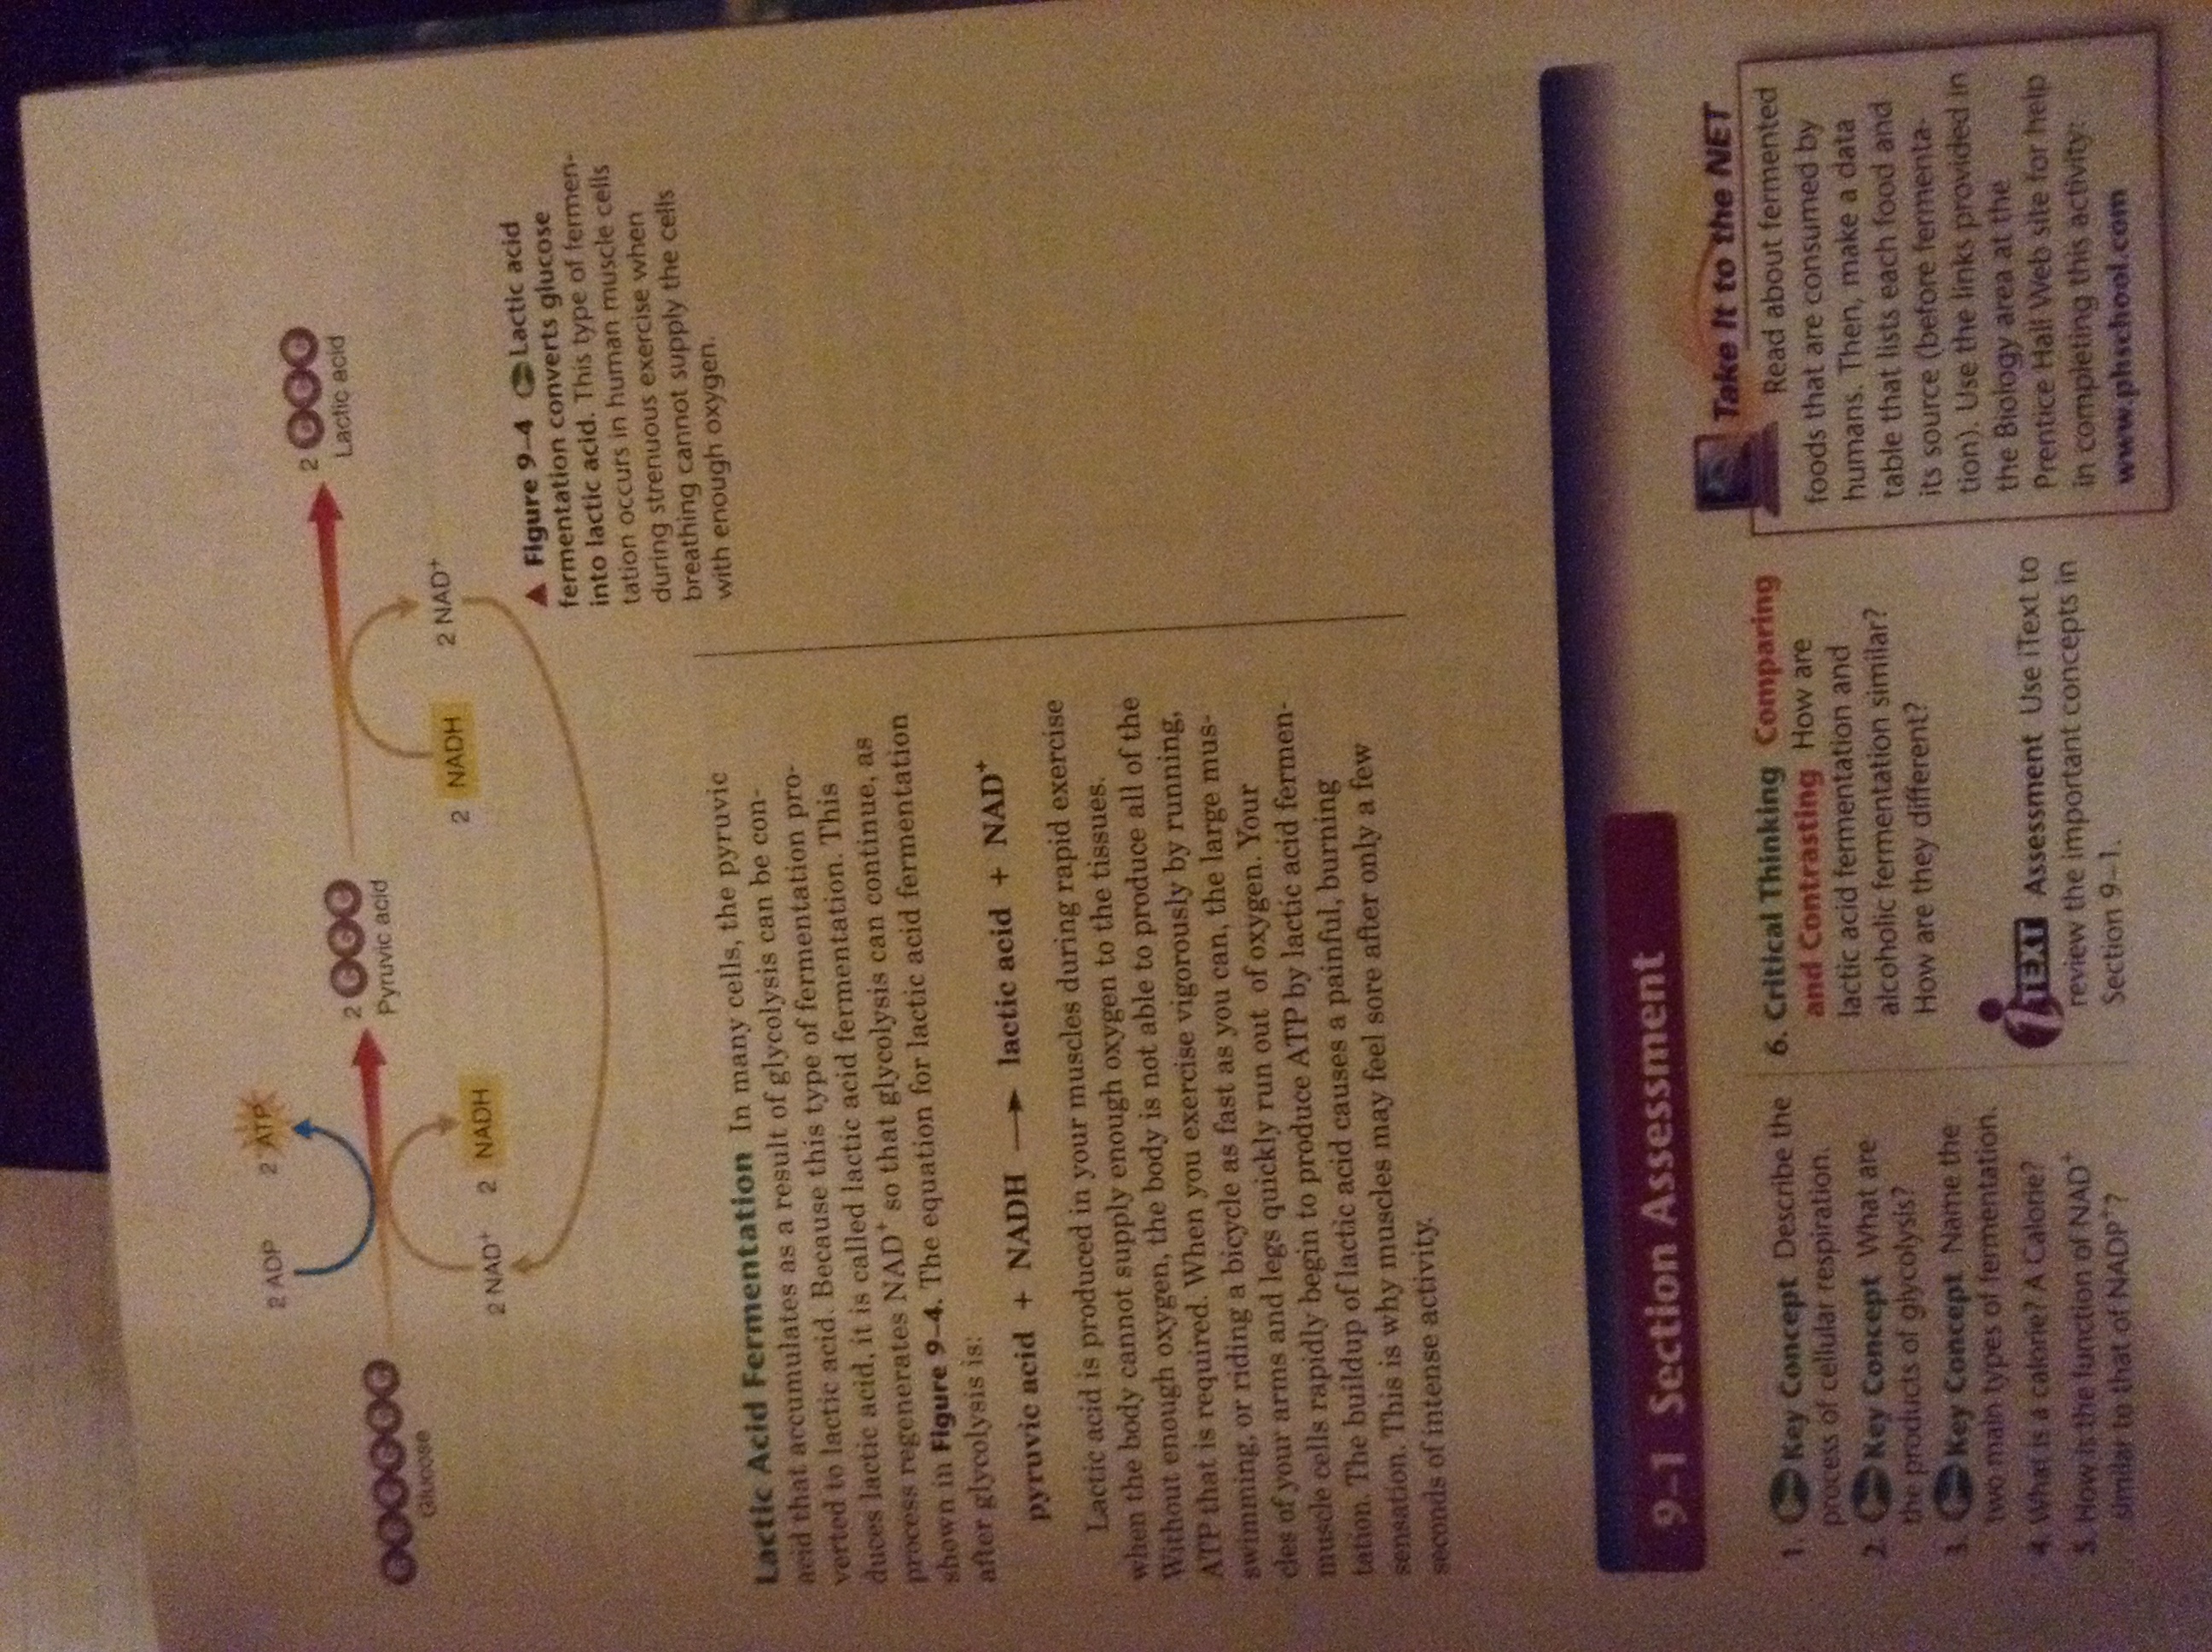 Glucose
2 ADP
2 ATP
2 NAD⁺
2 NADH
2
Pyruvic acid
2 NADH
2 NAD⁺
2
Lactic acid
▲ Figure 9–4 Lactic acid
fermentation converts glucose
into lactic acid. This type of fermen-
tation occurs in human muscle cells
during strenuous exercise when
breathing cannot supply the cells
with enough oxygen.
Lactic Acid Fermentation In many cells, the pyruvic
acid that accumulates as a result of glycolysis can be con-
verted to lactic acid. Because this type of fermentation pro-
duces lactic acid, it is called lactic acid fermentation. This
process regenerates NAD⁺ so that glycolysis can continue, as
shown in Figure 9–4. The equation for lactic acid fermentation
after glycolysis is:
pyruvic acid + NADH → lactic acid + NAD⁺
Lactic acid is produced in your muscles during rapid exercise
when the body cannot supply enough oxygen to the tissues.
Without enough oxygen, the body is not able to produce all of the
ATP that is required. When you exercise vigorously by running,
swimming, or riding a bicycle as fast as you can, the large mus-
cles of your arms and legs quickly run out of oxygen. Your
muscle cells rapidly begin to produce ATP by lactic acid fermen-
tation. The buildup of lactic acid causes a painful, burning
sensation. This is why muscles may feel sore after only a few
seconds of intense activity.
9–1 Section Assessment
1. Key Concept Describe the
process of cellular respiration.
2. Key Concept What are
the products of glycolysis?
3. Key Concept Name the
two main types of fermentation.
4. What is a calorie? A Calorie?
5. How is the function of NAD⁺
similar to that of NADP⁺?
6. Critical Thinking Comparing
and Contrasting How are
lactic acid fermentation and
alcoholic fermentation similar?
How are they different?
iTEXT Assessment Use iText to
review the important concepts in
Section 9–1.
Take It to the NET
Read about fermented
foods that are consumed by
humans. Then, make a data
table that lists each food and
its source (before fermenta-
tion). Use the links provided in
the Biology area at the
Prentice Hall Web site for help
in completing this activity:
www.phschool.com